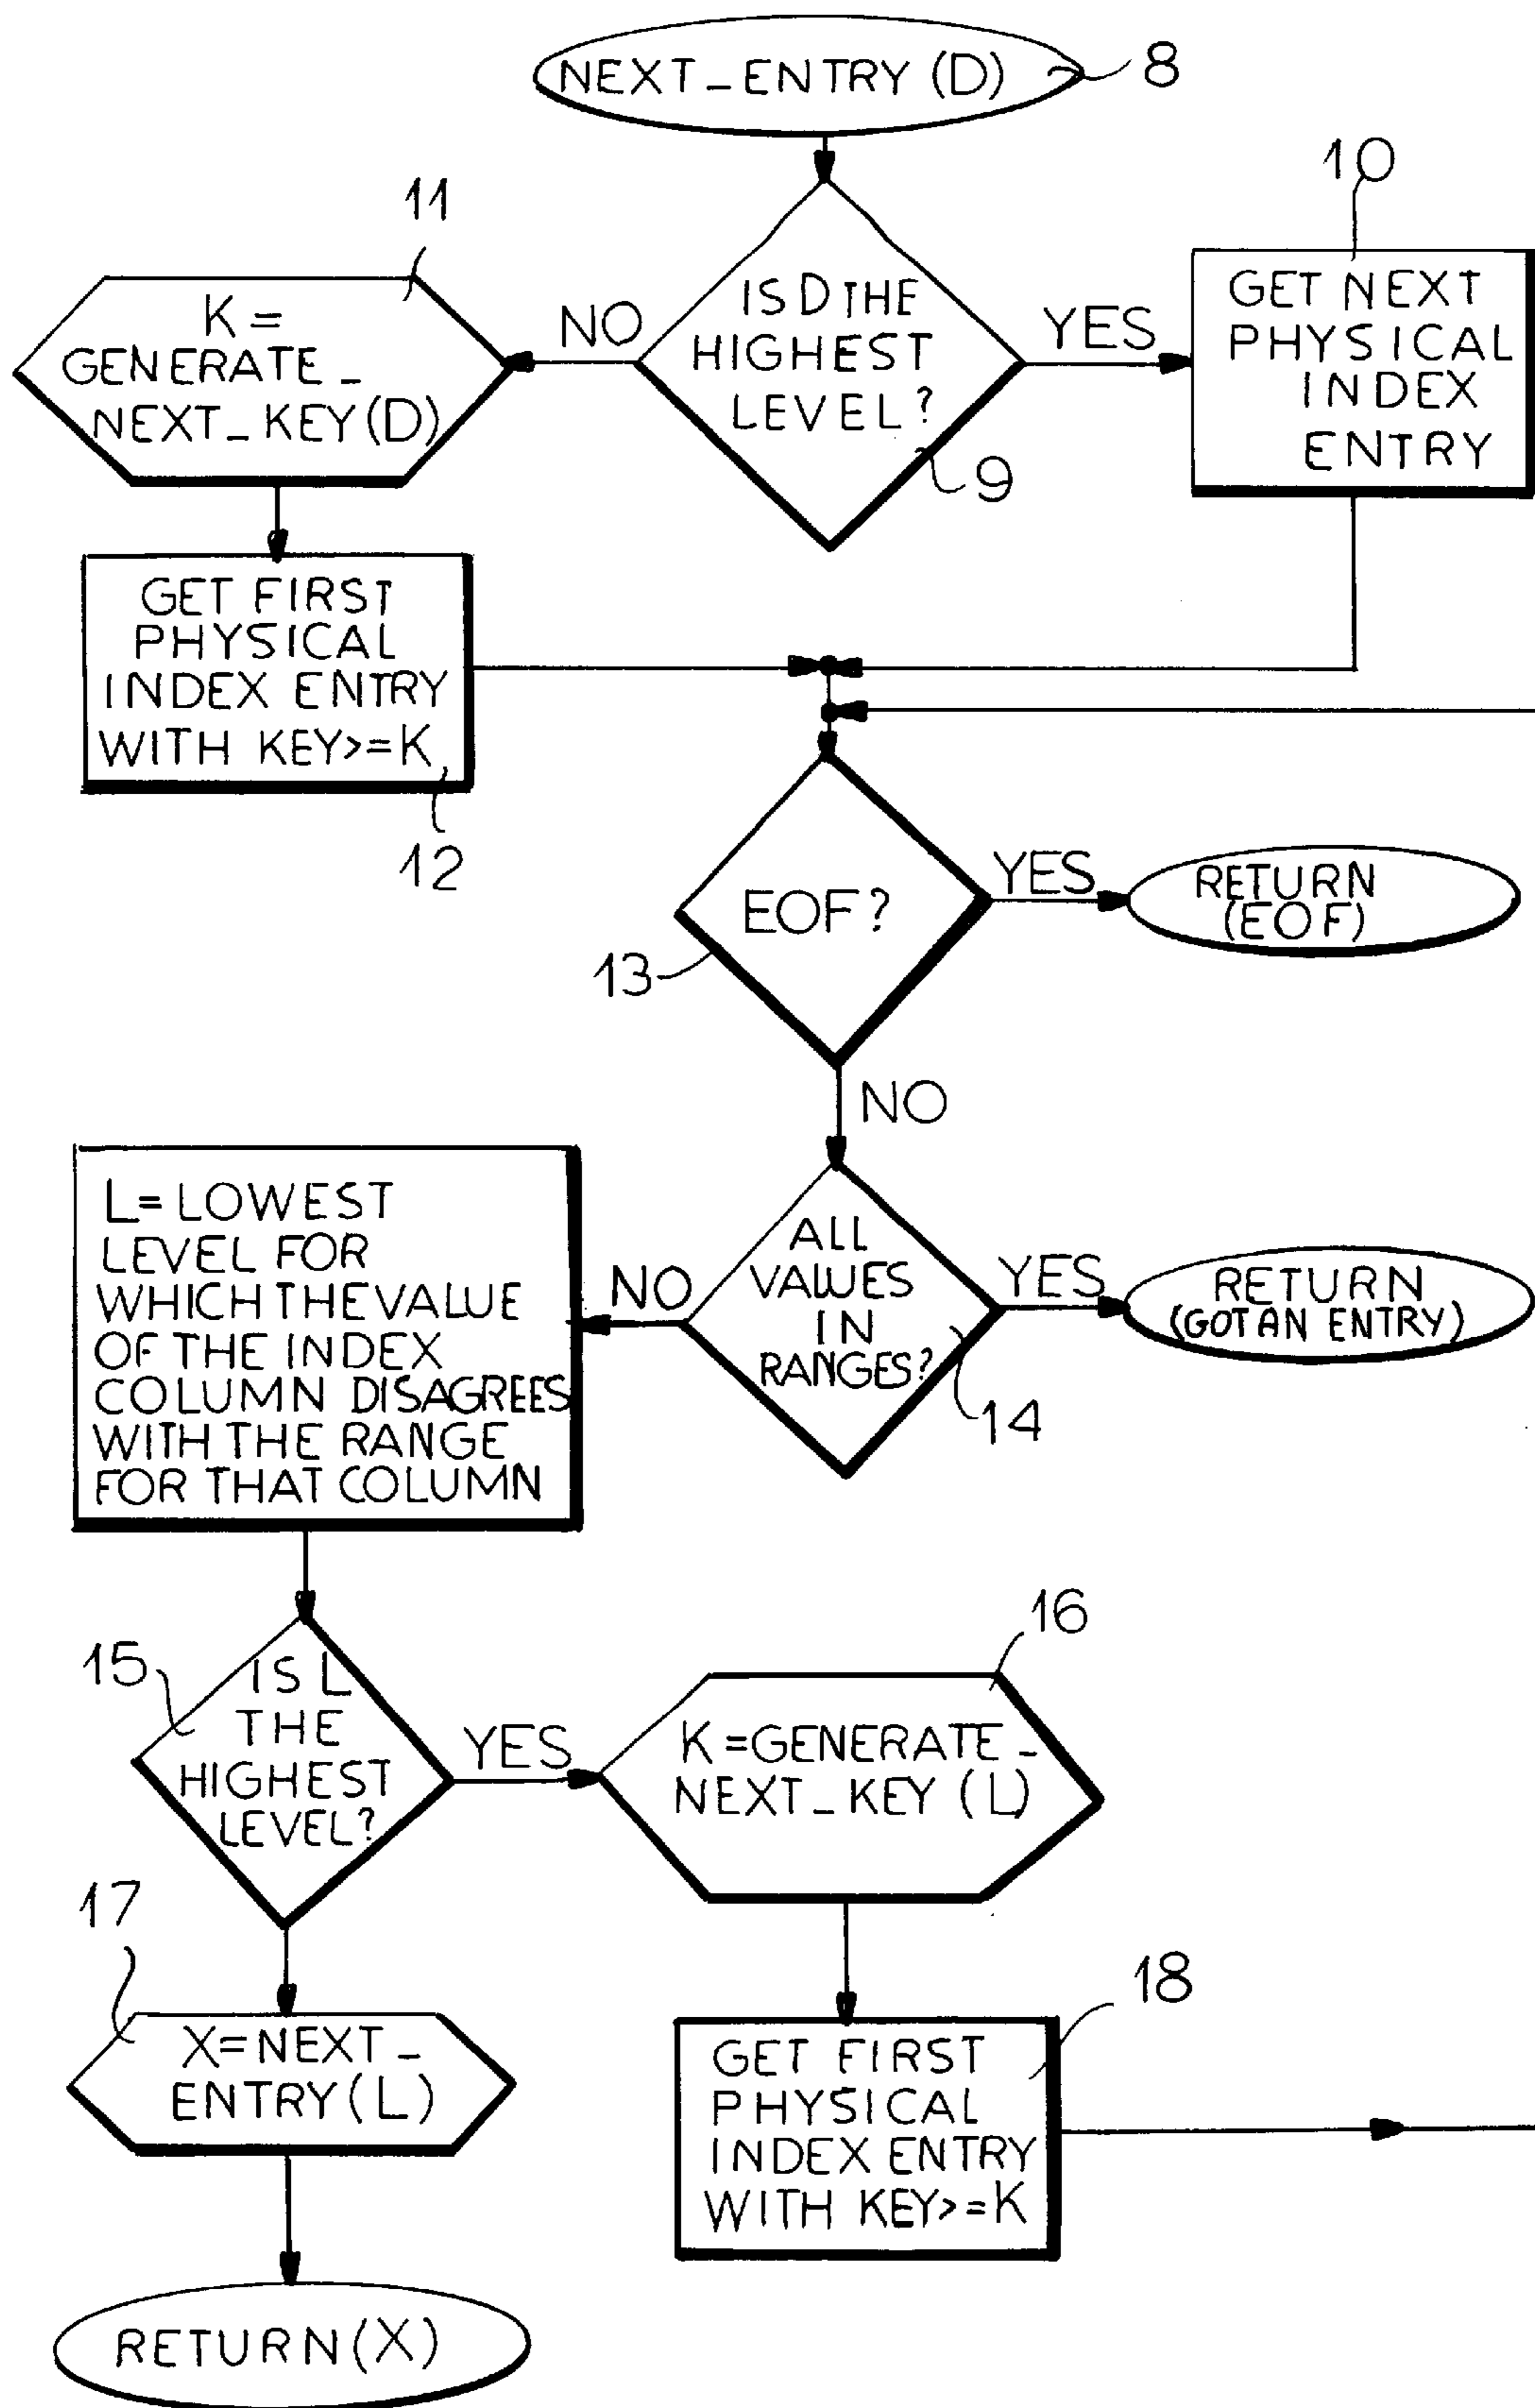 NEXT_ENTRY (D)
8
10
11
IS D THE
HIGHEST
LEVEL?
9
NO
YES
K =
GENERATE_
NEXT_KEY(D)
GET NEXT
PHYSICAL
INDEX
ENTRY
GET FIRST
PHYSICAL
INDEX ENTRY
WITH KEY>=K
12
EOF?
13
YES
RETURN
(EOF)
NO
ALL
VALUES
IN
RANGES?
14
YES
RETURN
(GOT AN ENTRY)
NO
L= LOWEST
LEVEL FOR
WHICH THE VALUE
OF THE INDEX
COLUMN DISAGREES
WITH THE RANGE
FOR THAT COLUMN
15
IS L
THE
HIGHEST
LEVEL?
YES
16
K =GENERATE_
NEXT_KEY (L)
17
X=NEXT_
ENTRY(L)
18
GET FIRST
PHYSICAL
INDEX ENTRY
WITH KEY>=K
RETURN(X)